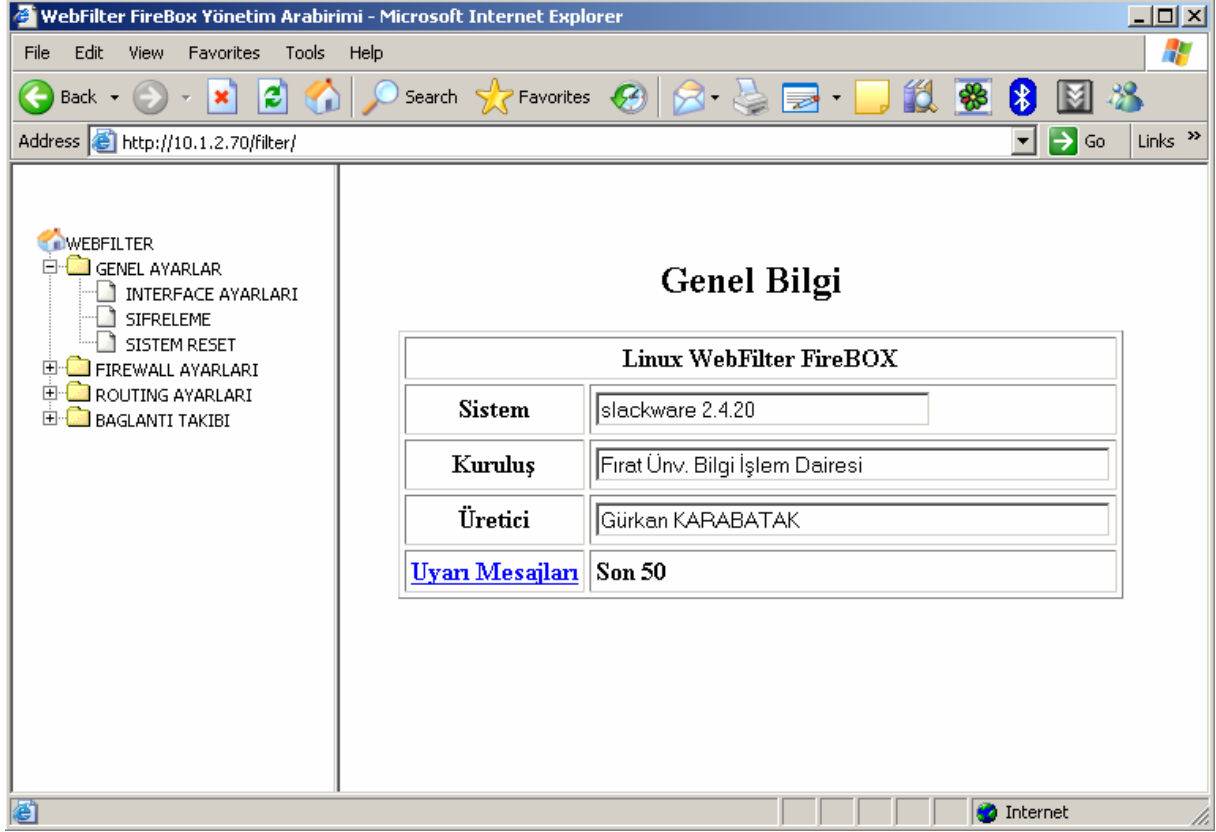 WebFilter FireBox Yönetim Arabirimi - Microsoft Internet Explorer
File Edit View Favorites Tools Help
Back Search Favorites
Address http://10.1.2.70/filter/ Go Links »
WEBFILTER
GENEL AYARLAR
INTERFACE AYARLARI
SIFRELEME
SISTEM RESET
FIREWALL AYARLARI
ROUTING AYARLARI
BAGLANTI TAKIBI
Genel Bilgi
Linux WebFilter FireBOX
Sistem slackware 2.4.20
Kuruluş Fırat Ünv. Bilgi İşlem Dairesi
Üretici Gürkan KARABATAK
Uyarı Mesajları Son 50
Internet